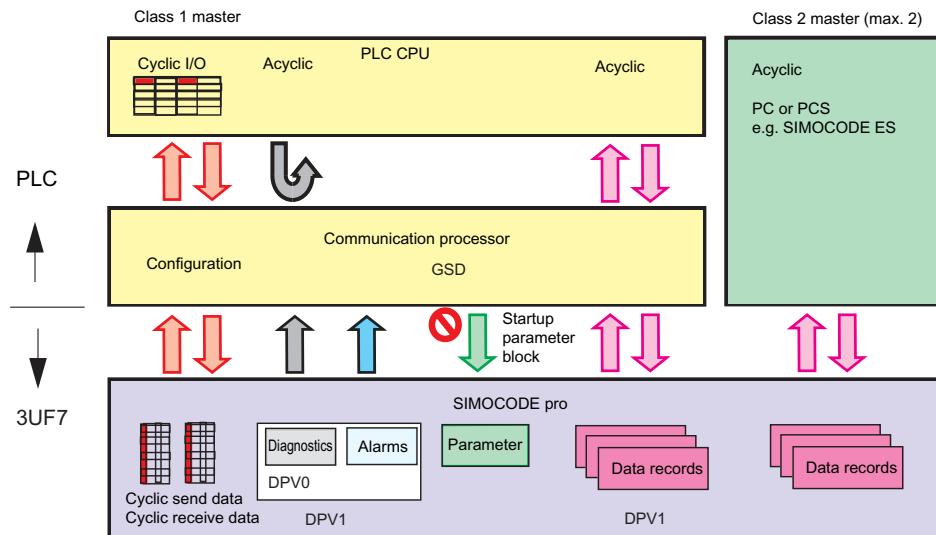 Class 1 master
Class 2 master (max. 2)
PLC CPU
Cyclic I/O
Acyclic
Acyclic
Acyclic
PC or PCS
e.g. SIMOCODE ES
PLC
Communication processor
Configuration
GSD
Startup
parameter
block
3UF7
SIMOCODE pro
Diagnostics
Alarms
Parameter
Data records
Data records
DPV0
Cyclic send data
Cyclic receive data
DPV1
DPV1